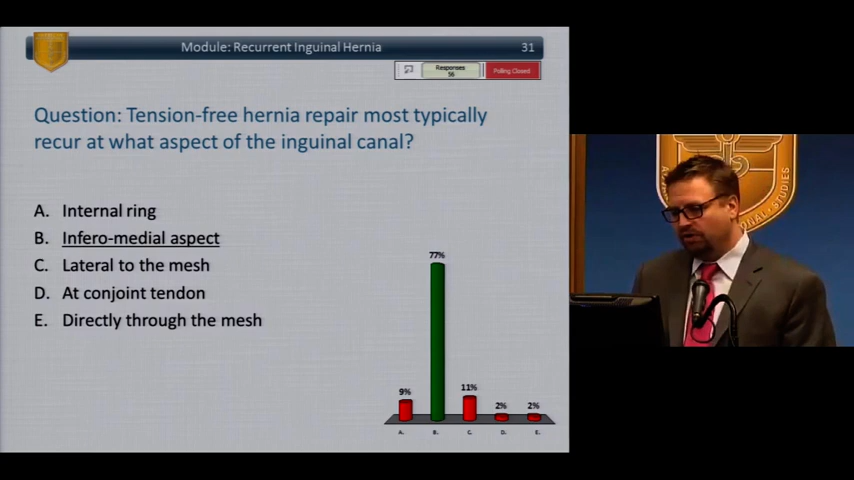 Module: Recurrent Inguinal Hernia 31
Responses
56
Polling Closed
Question: Tension-free hernia repair most typically
recur at what aspect of the inguinal canal?
A. Internal ring
B. Infero-medial aspect
C. Lateral to the mesh
D. At conjoint tendon
E. Directly through the mesh
77%
9%
11%
2%
2%
A. B. C. D. E.
ONAL · STUDIES